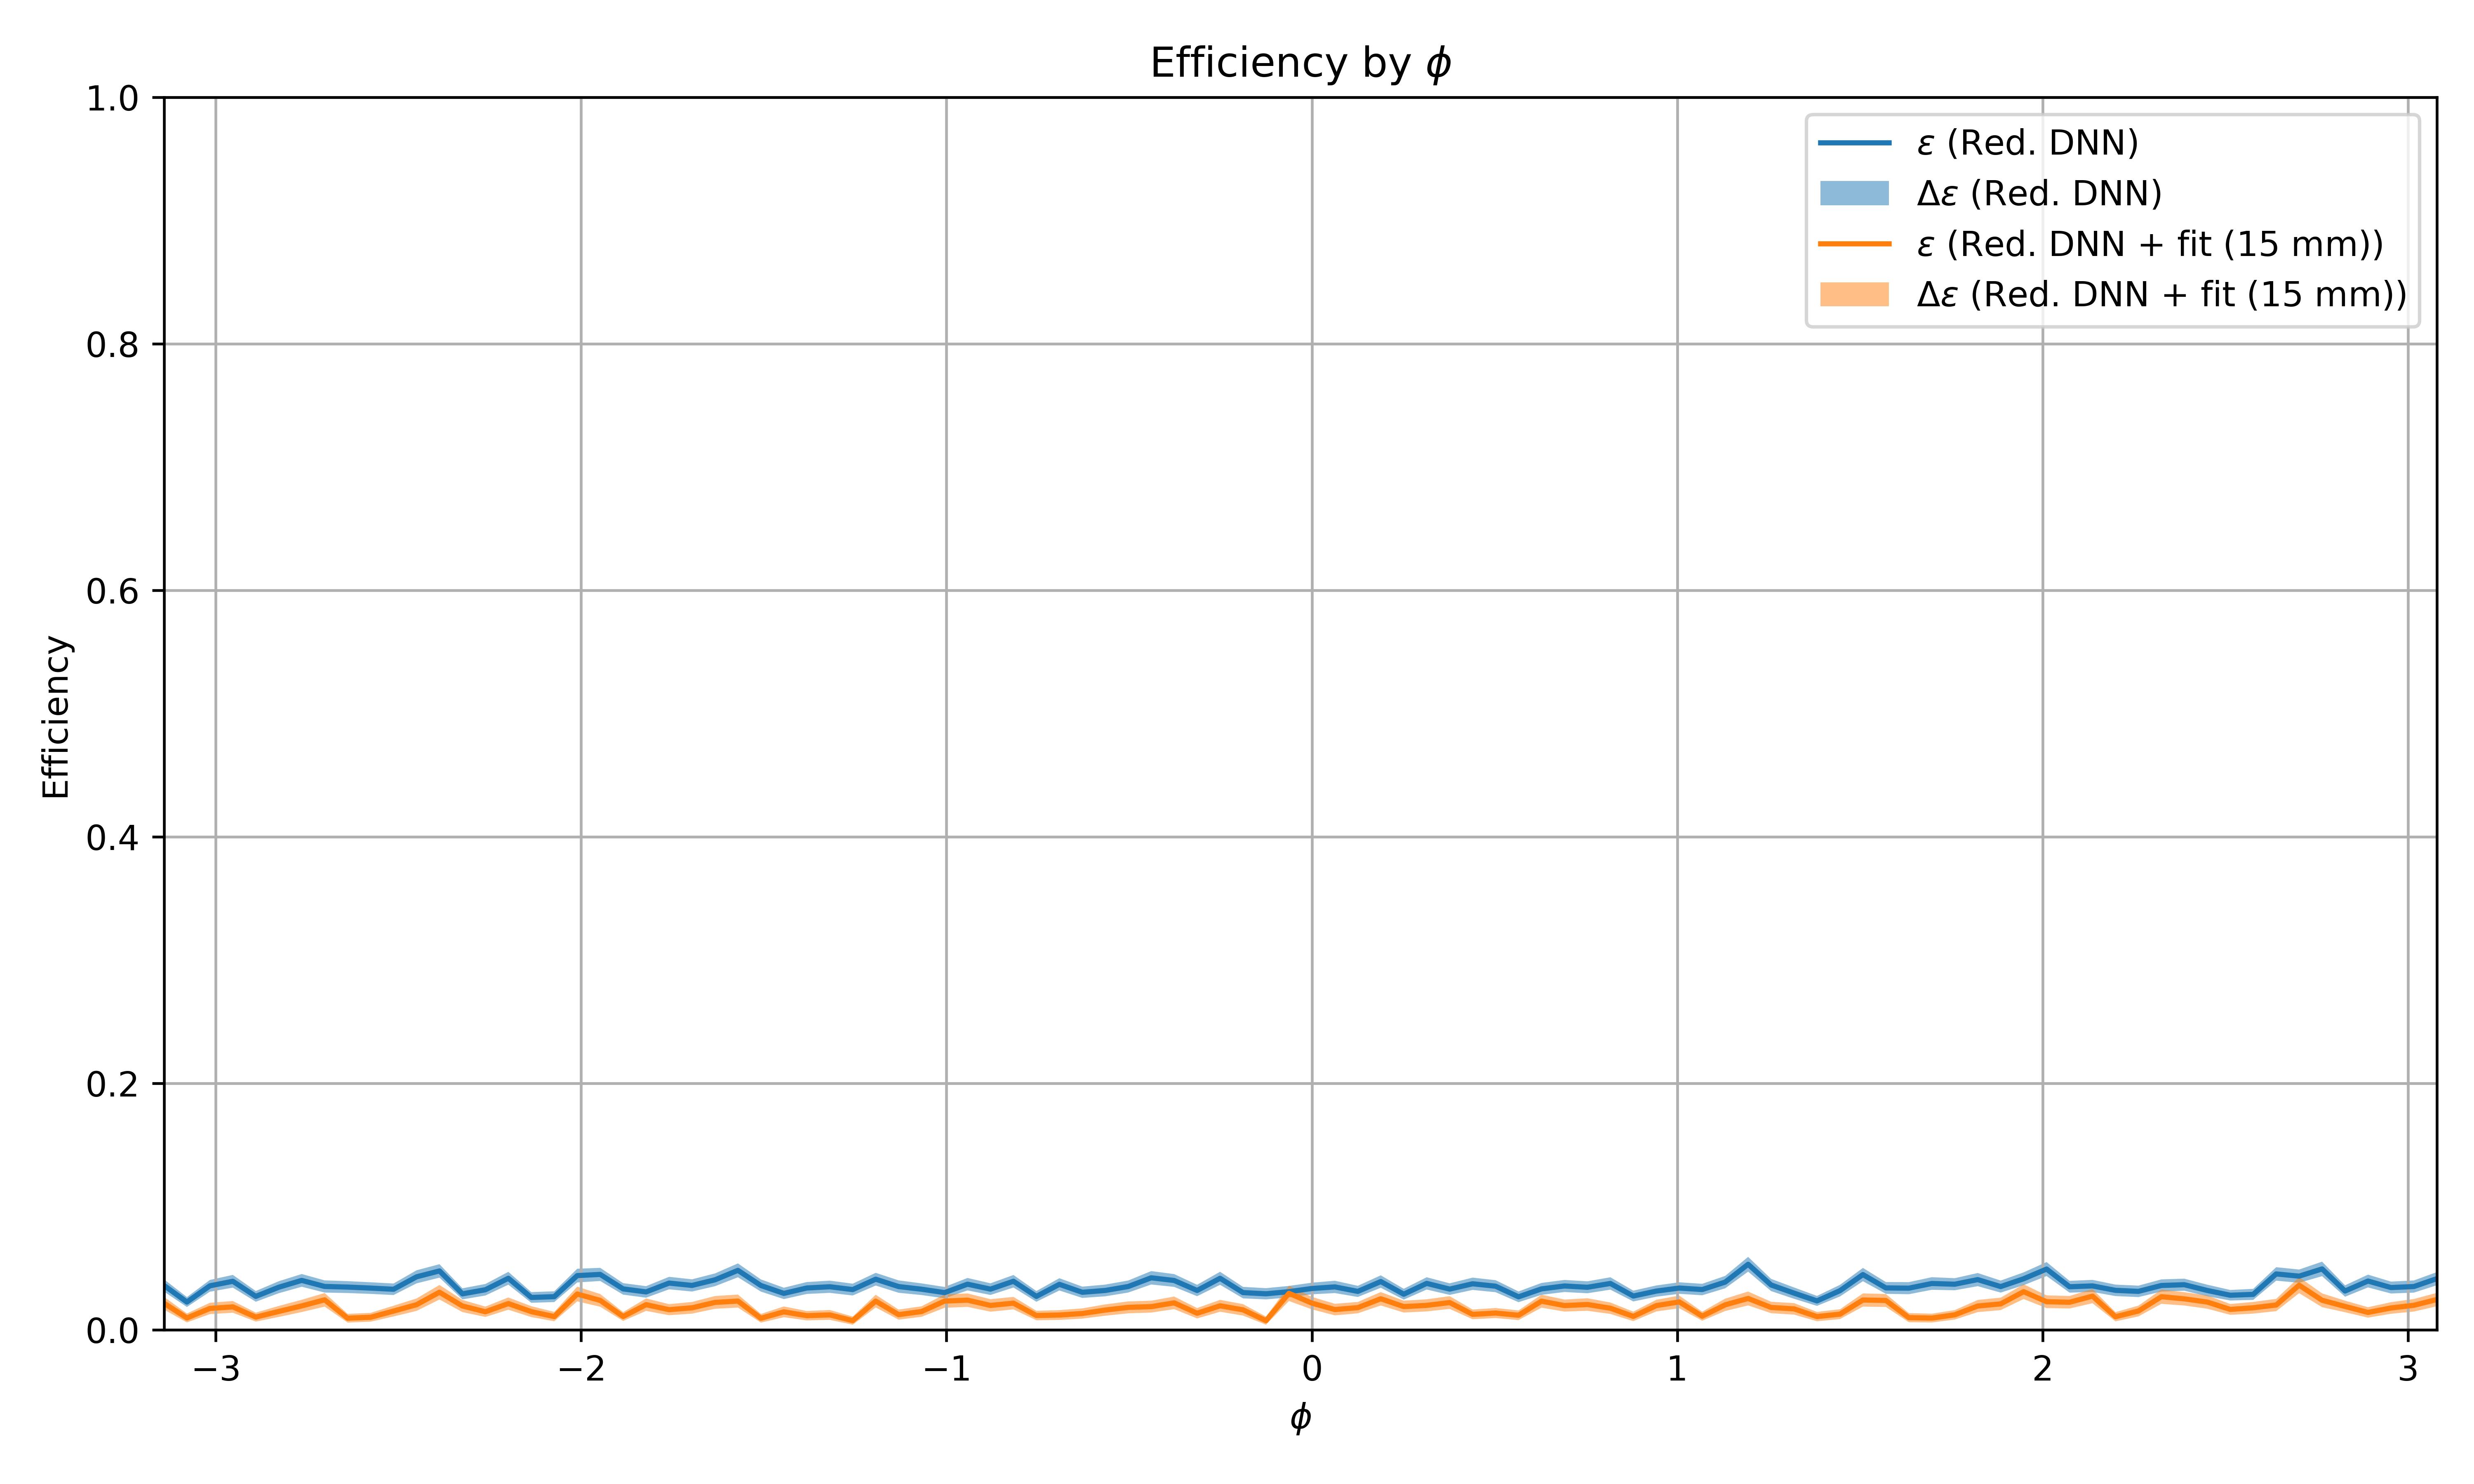 Efficiency by ϕ
1.0
0.8
0.6
0.4
0.2
0.0
Efficiency
ε (Red. DNN)
Δε (Red. DNN)
ε (Red. DNN + fit (15 mm))
Δε (Red. DNN + fit (15 mm))
−3 −2 −1 0 1 2 3
ϕ